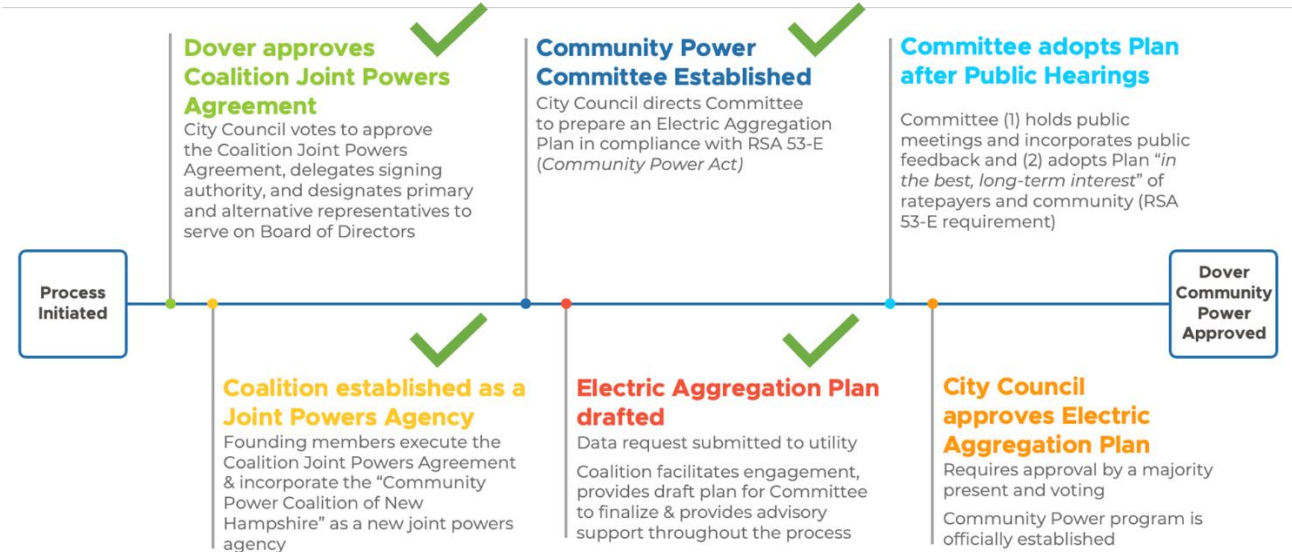 Dover approves
Coalition Joint Powers
Agreement
City Council votes to approve
the Coalition Joint Powers
Agreement, delegates signing
authority, and designates primary
and alternative representatives to
serve on Board of Directors
Community Power
Committee Established
City Council directs Committee
to prepare an Electric Aggregation
Plan in compliance with RSA 53-E
(Community Power Act)
Committee adopts Plan
after Public Hearings
Committee (1) holds public
meetings and incorporates public
feedback and (2) adopts Plan “in
the best, long-term interest” of
ratepayers and community (RSA
53-E requirement)
Process
Initiated
Dover
Community
Power
Approved
Coalition established as a
Joint Powers Agency
Founding members execute the
Coalition Joint Powers Agreement
& incorporate the “Community
Power Coalition of New
Hampshire” as a new joint powers
agency
Electric Aggregation Plan
drafted
Data request submitted to utility
Coalition facilitates engagement,
provides draft plan for Committee
to finalize & provides advisory
support throughout the process
City Council
approves Electric
Aggregation Plan
Requires approval by a majority
present and voting
Community Power program is
officially established